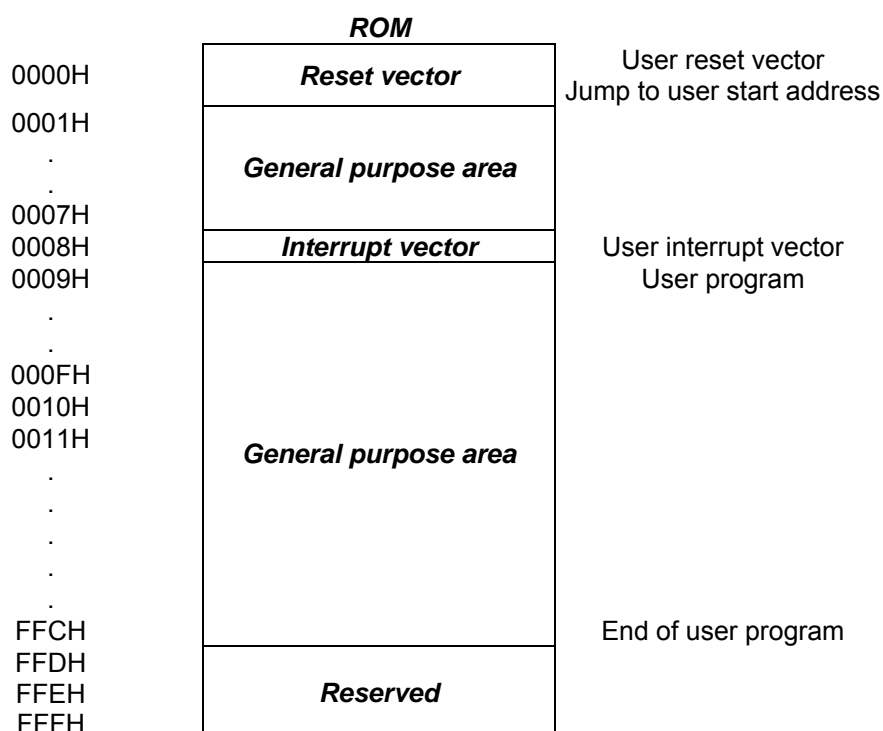 ROM
0000H Reset vector User reset vector
Jump to user start address
0001H
.
. General purpose area
0007H
0008H Interrupt vector User interrupt vector
0009H User program
.
.
000FH
0010H
0011H General purpose area
.
.
.
.
.
FFCH End of user program
FFDH
FFEH Reserved
FFFH